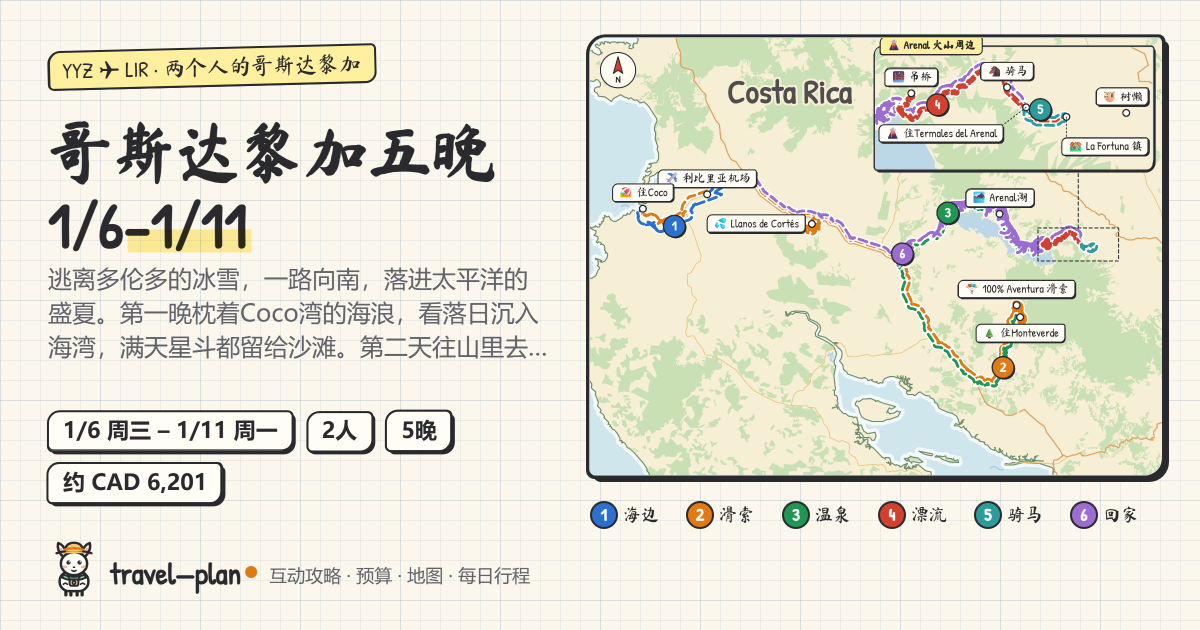 YYZ ✈ LIR · 两个人的哥斯达黎加
哥斯达黎加五晚
1/6–1/11
逃离多伦多的冰雪，一路向南，落进太平洋的
盛夏。第一晚枕着Coco湾的海浪，看落日沉入
海湾，满天星斗都留给沙滩。第二天往山里去…
1/6 周三 – 1/11 周一
2人
5晚
约 CAD 6,201
travel—plan
互动攻略 · 预算 · 地图 · 每日行程
N
Costa Rica
Arenal 火山周边
吊桥
骑马
树懒
4
5
住Termales del Arenal
La Fortuna 镇
利比里亚机场
住Coco
1
Llanos de Cortés
3
Arenal湖
6
100% Aventura 滑索
住Monteverde
2
1 海边
2 滑索
3 温泉
4 漂流
5 骑马
6 回家